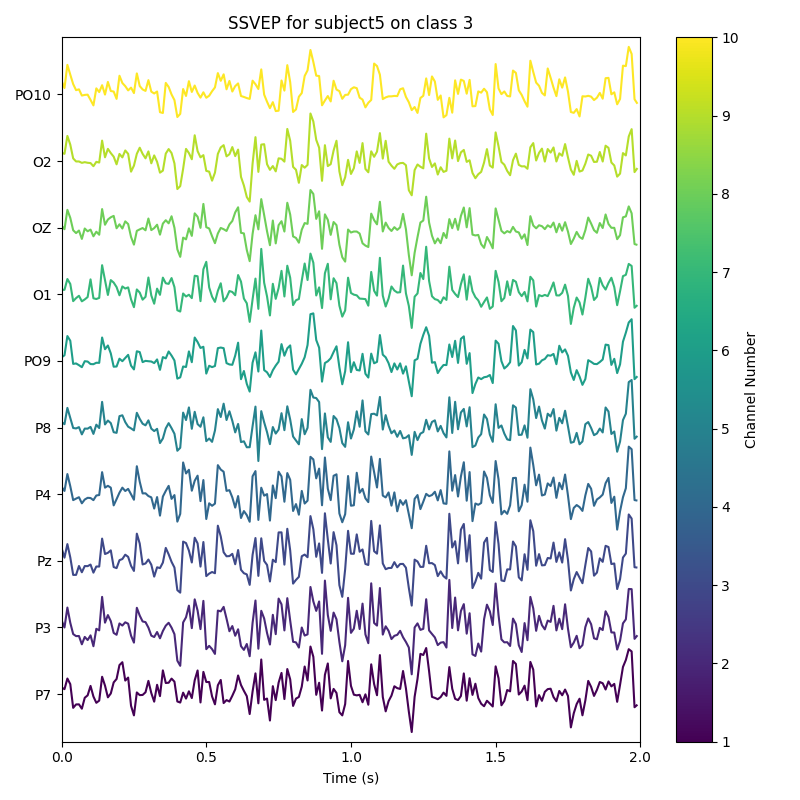 SSVEP for subject5 on class 3
PO10
O2
OZ
O1
PO9
P8
P4
Pz
P3
P7
0.0 0.5 1.0 1.5 2.0
Time (s)
10
9
8
7
6
5
4
3
2
1
Channel Number